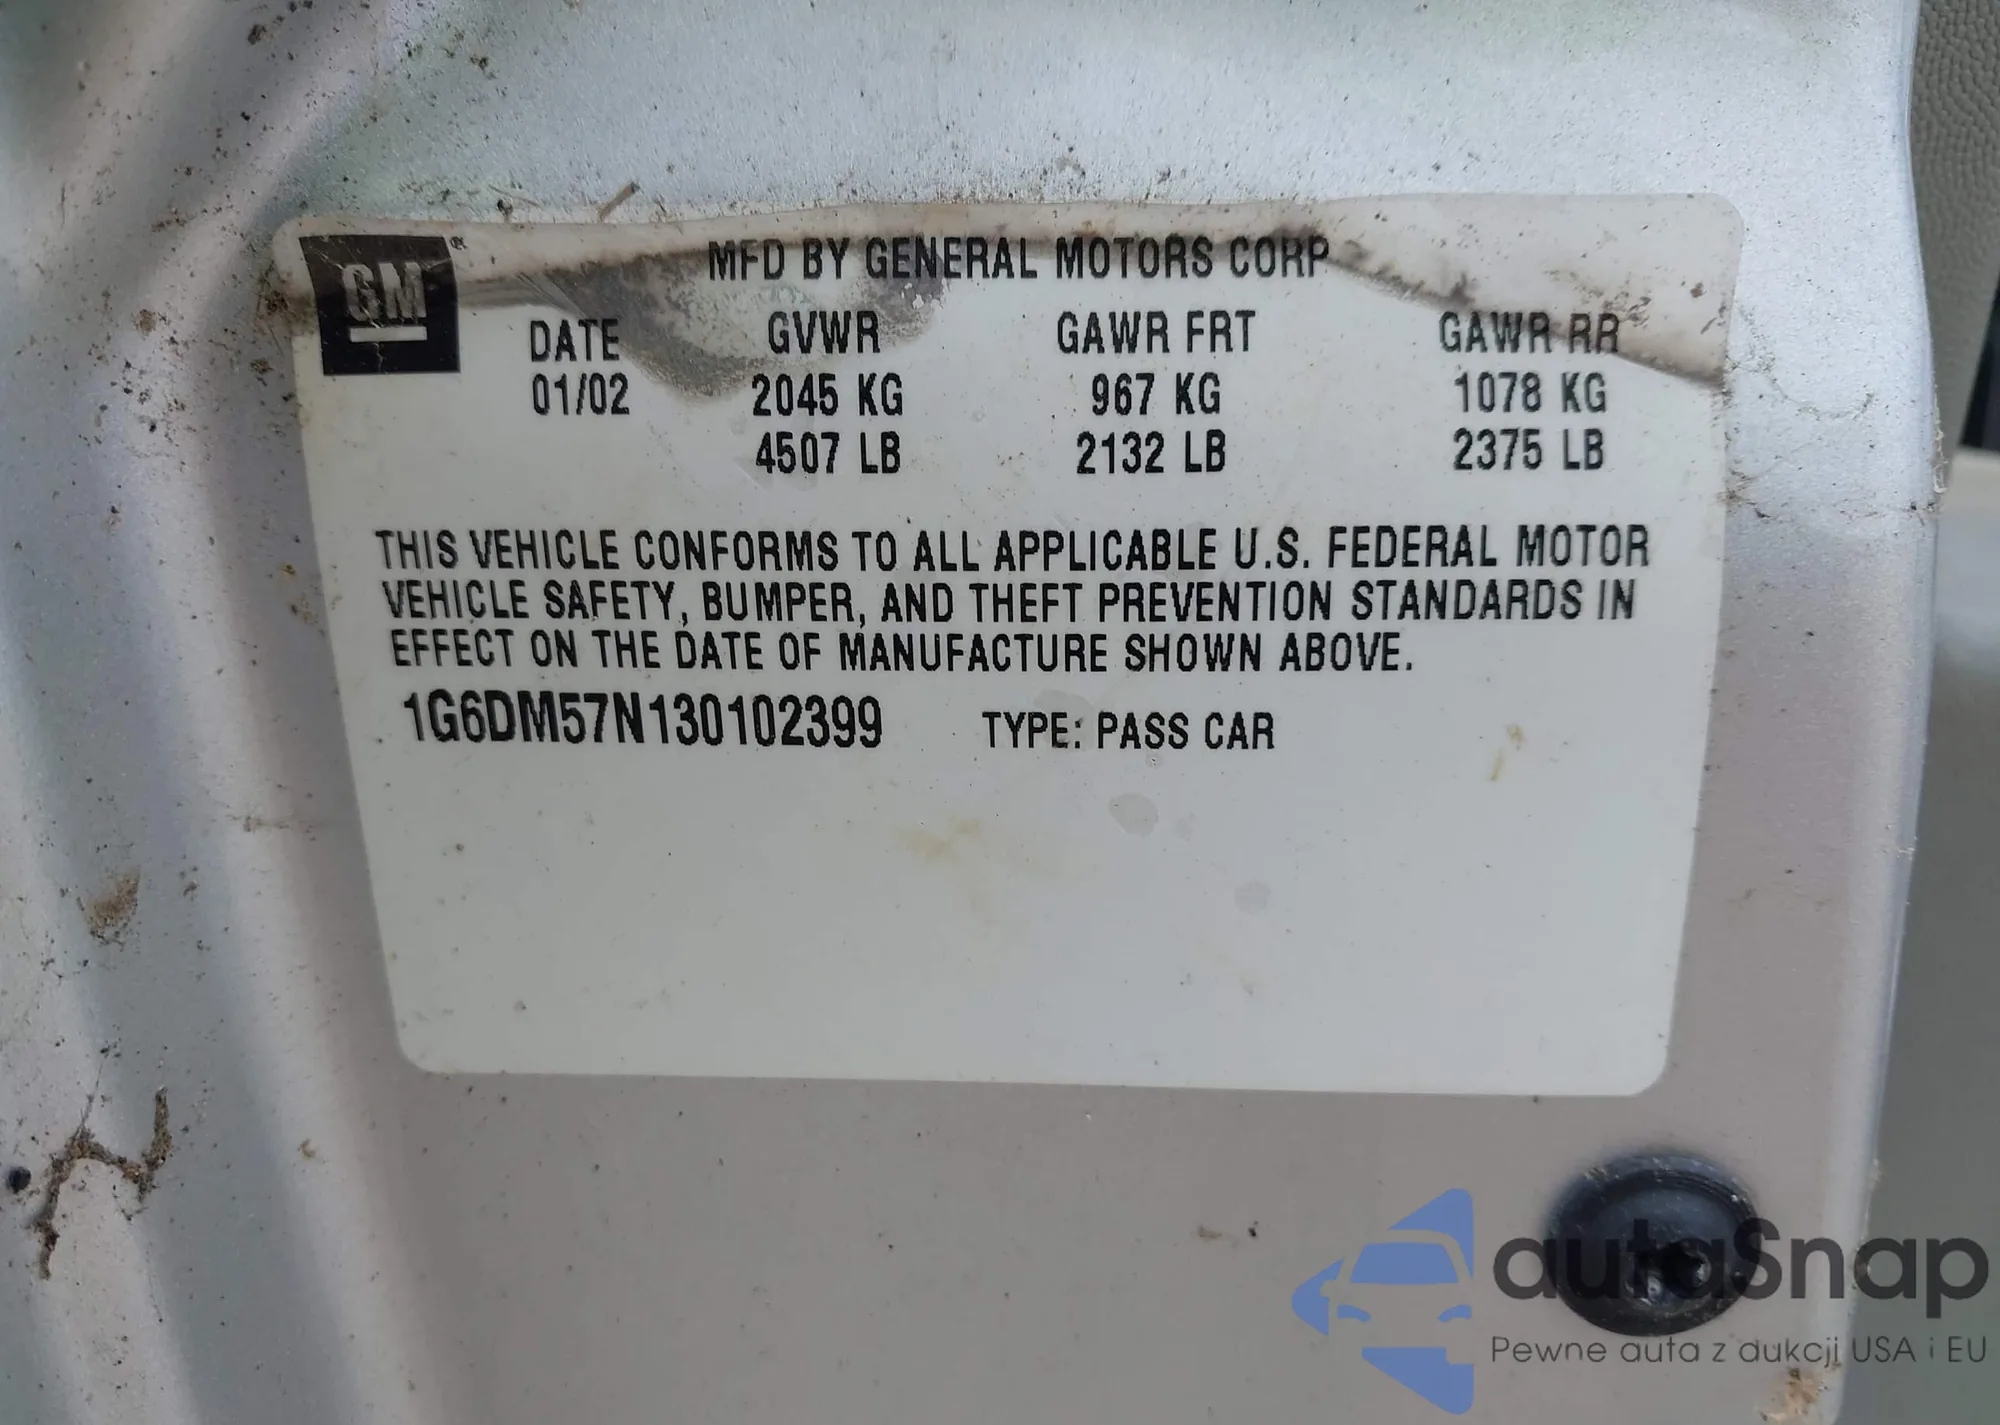 GM
MFD BY GENERAL MOTORS CORP
DATE GVWR GAWR FRT GAWR RR
01/02 2045 KG 967 KG 1078 KG
4507 LB 2132 LB 2375 LB
THIS VEHICLE CONFORMS TO ALL APPLICABLE U.S. FEDERAL MOTOR
VEHICLE SAFETY, BUMPER, AND THEFT PREVENTION STANDARDS IN
EFFECT ON THE DATE OF MANUFACTURE SHOWN ABOVE.
1G6DM57N130102399 TYPE: PASS CAR
autaSnap
Pewne auta z dukcji USA i EU